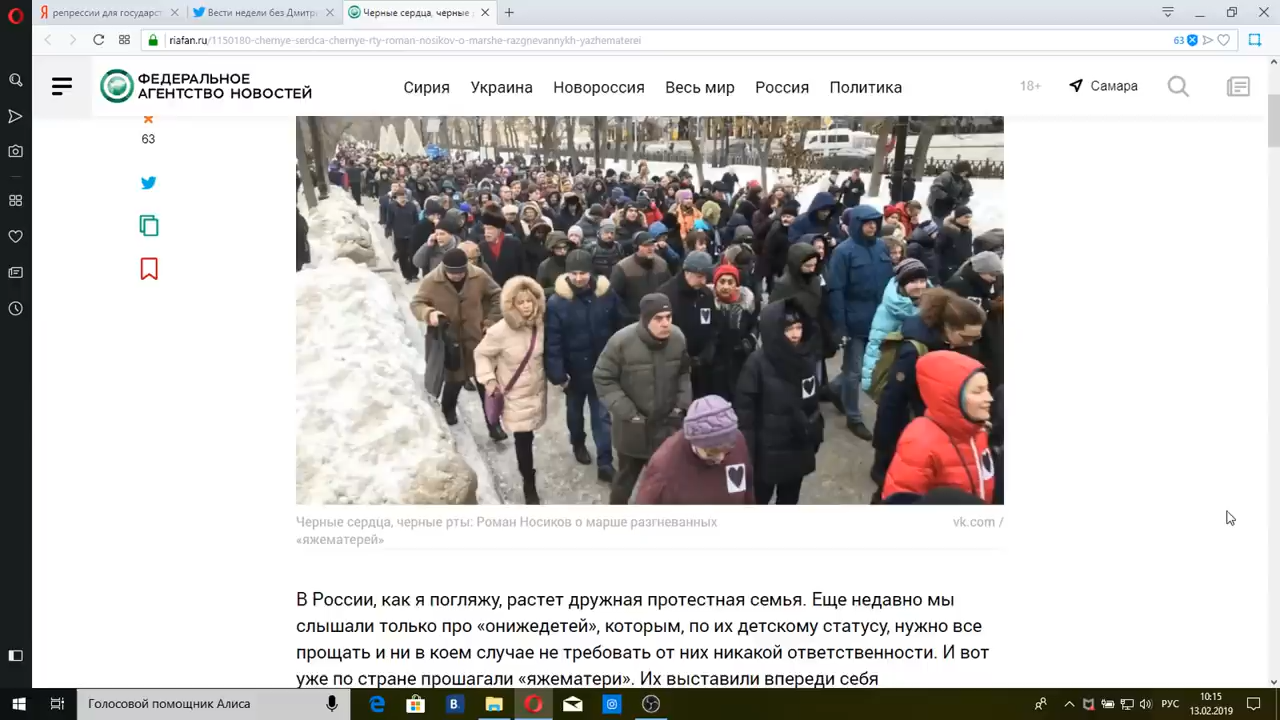 репрессии для государст
Вести недели без Дмитр
Черные сердца, черные
riafan.ru/1150180-chernye-serdca-chernye-rty-roman-nosikov-o-marshe-razgnevannykh-yazhematerei
63
ФЕДЕРАЛЬНОЕ
АГЕНТСТВО НОВОСТЕЙ
Сирия Украина Новороссия Весь мир Россия Политика
18+
Самара
63
Черные сердца, черные рты: Роман Носиков о марше разгневанных
«яжематерей»
vk.com /
В России, как я погляжу, растет дружная протестная семья. Еще недавно мы
слышали только про «онижедетей», которым, по их детскому статусу, нужно все
прощать и ни в коем случае не требовать от них никакой ответственности. И вот
уже по стране прошагали «яжематери». Их выставили впереди себя
Голосовой помощник Алиса
РУС
10:15
13.02.2019